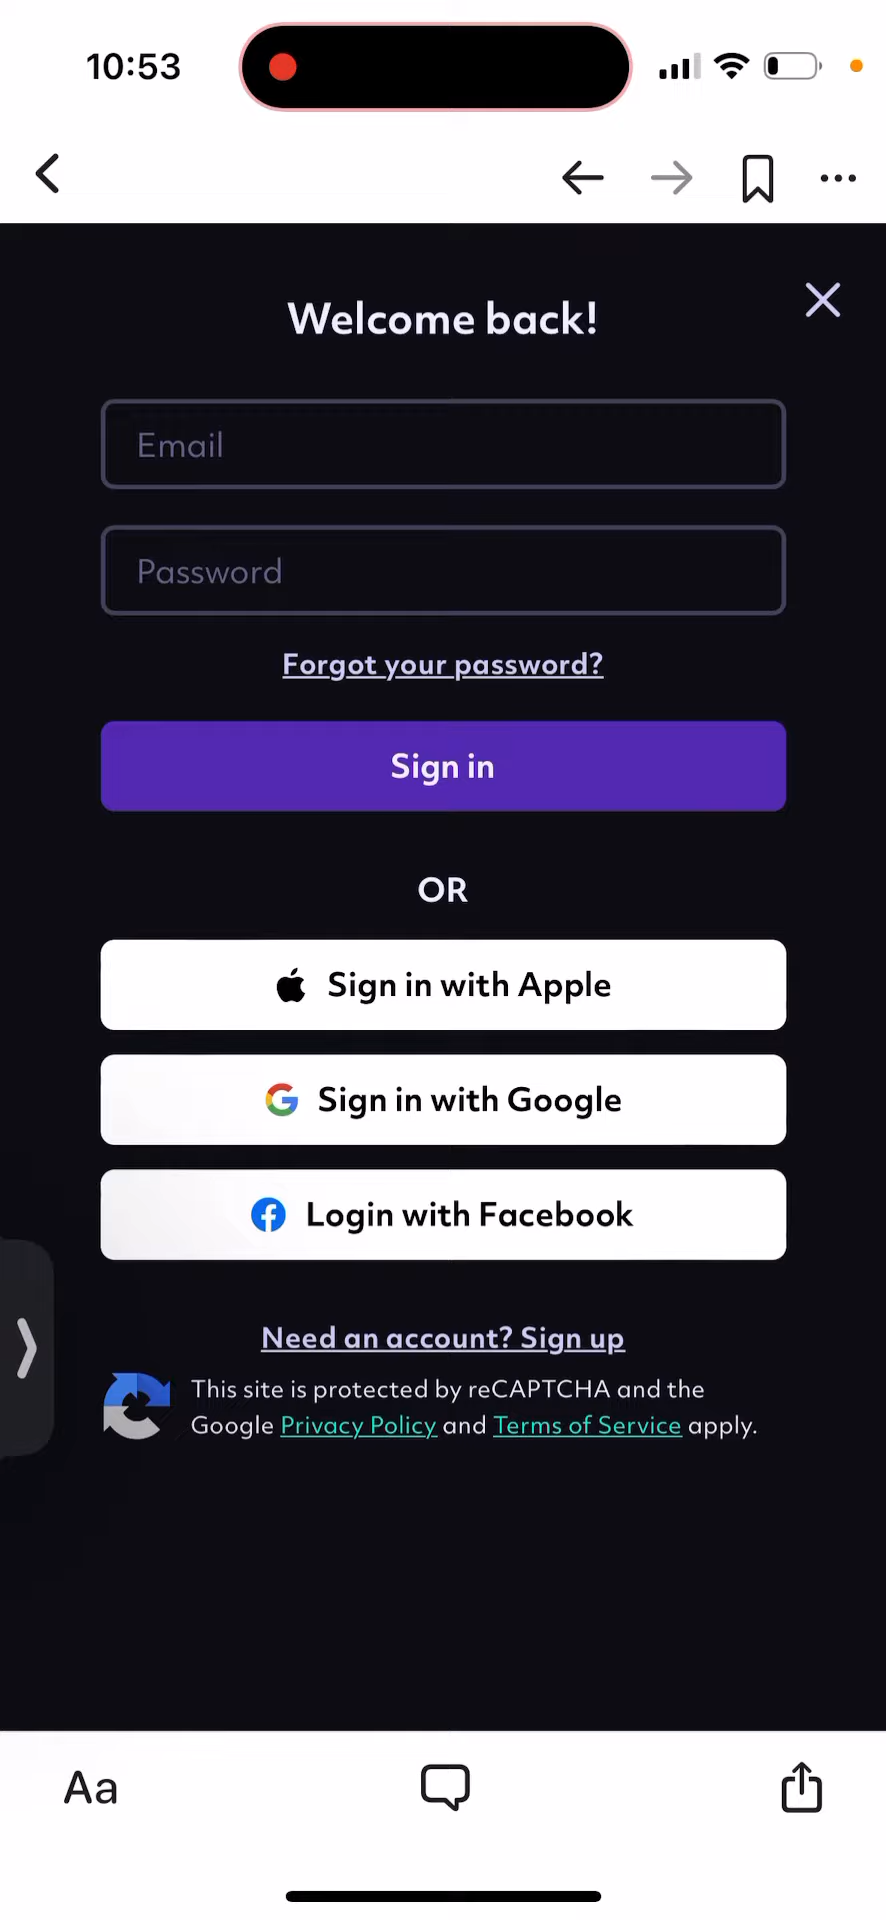 10:53
Welcome back!
Email
Password
Forgot your password?
Sign in
OR
Sign in with Apple
Sign in with Google
Login with Facebook
Need an account? Sign up
This site is protected by reCAPTCHA and the
Google Privacy Policy and Terms of Service apply.
Aa